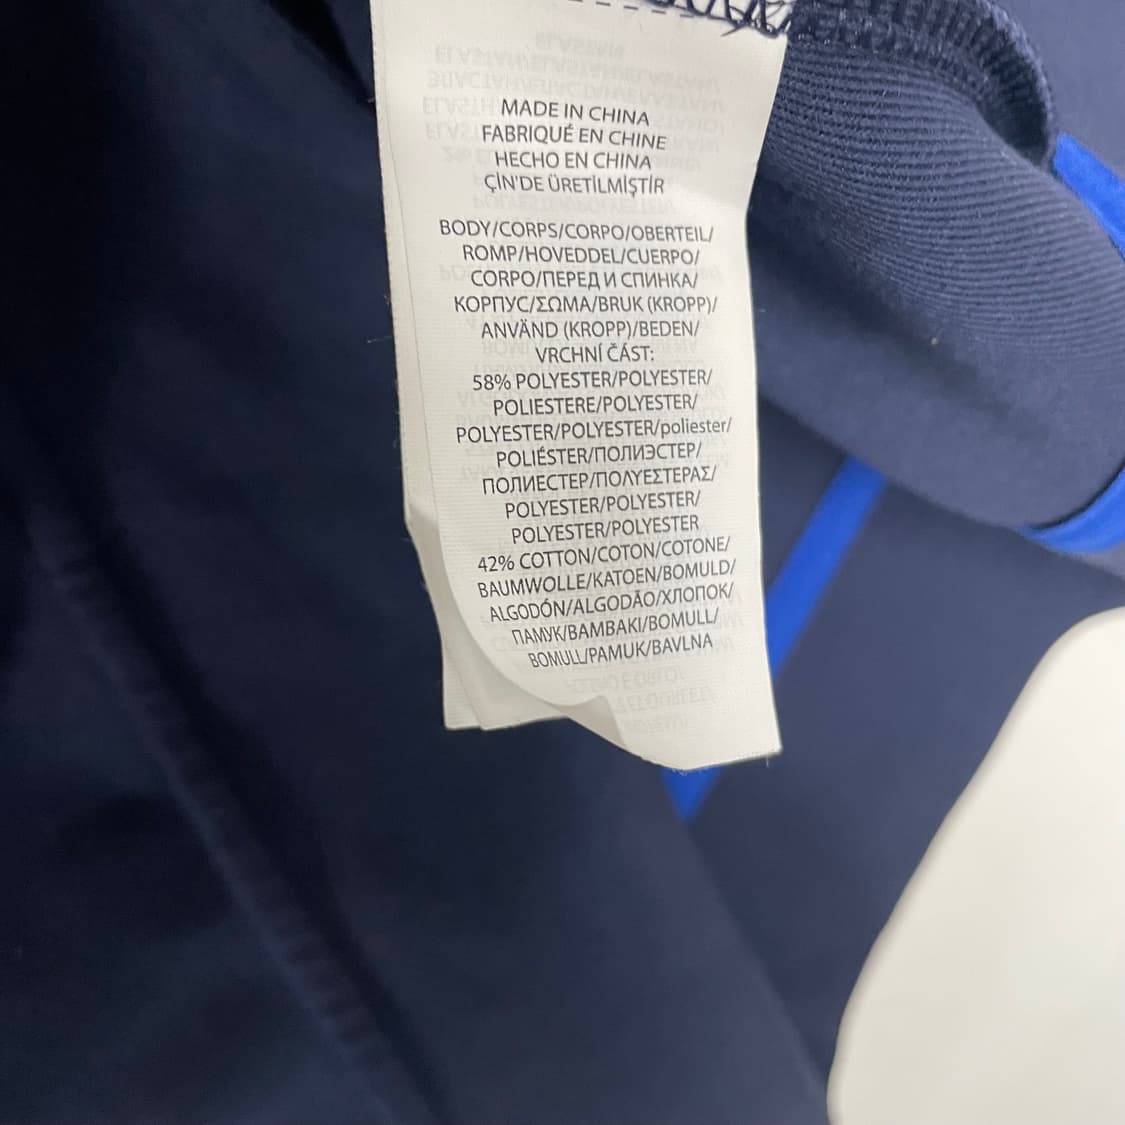 MADE IN CHINA
FABRIQUÉ EN CHINE
HECHO EN CHINA
ÇİN'DE ÜRETİLMİŞTİR
BODY/CORPS/CORPO/OBERTEIL/
ROMP/HOVEDDEL/CUERPO/
CORPO/ПЕРЕД И СПИНКА/
КОРПУС/ΣΩΜΑ/BRUK (KROPP)/
ANVÄND (KROPP)/BEDEN/
VRCHNÍ ČÁST:
58% POLYESTER/POLYESTER/
POLIESTERE/POLYESTER/
POLYESTER/POLYESTER/poliester/
POLIÉSTER/ПОЛИЭСТЕР/
ПОЛИЕСТЕР/ΠΟΛΥΕΣΤΕΡΑΣ/
POLYESTER/POLYESTER/
POLYESTER/POLYESTER
42% COTTON/COTON/COTONE/
BAUMWOLLE/KATOEN/BOMULD/
ALGODÓN/ALGODÃO/ХЛОПОК/
ПАМУК/ΒΑΜΒΑΚΙ/BOMULL/
BOMULL/PAMUK/BAVLNA